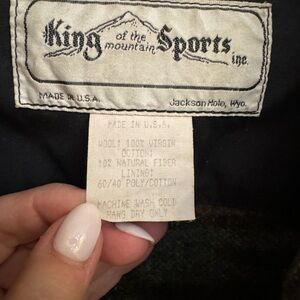 King of the mountain Sports inc.
MADE IN U.S.A.
Jackson Hole, Wyo.
MADE IN U.S.A.
WOOL: 100% VIRGIN
COTTON:
10% NATURAL FIBER
LINING:
60/40 POLY/COTTON
MACHINE WASH COLD
HANG DRY ONLY